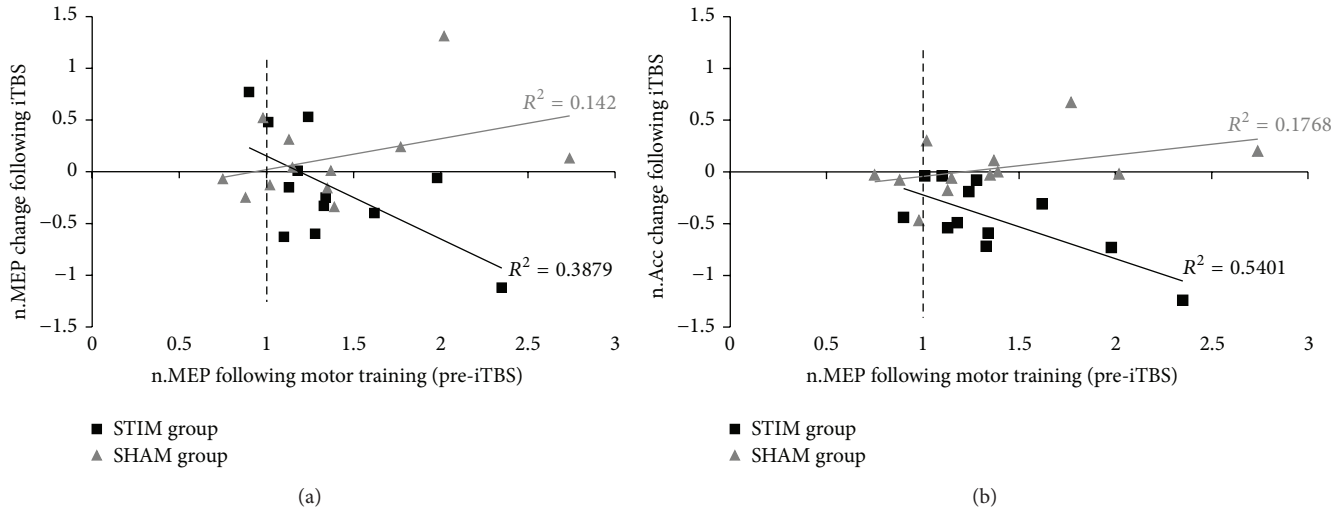 1.5
1
0.5
0
−0.5
−1
−1.5
n.MEP change following iTBS
R² = 0.142
R² = 0.3879
0 0.5 1 1.5 2 2.5 3
n.MEP following motor training (pre-iTBS)
STIM group
SHAM group
(a)
1.5
1
0.5
0
−0.5
−1
−1.5
n.Acc change following iTBS
R² = 0.1768
R² = 0.5401
0 0.5 1 1.5 2 2.5 3
n.MEP following motor training (pre-iTBS)
STIM group
SHAM group
(b)